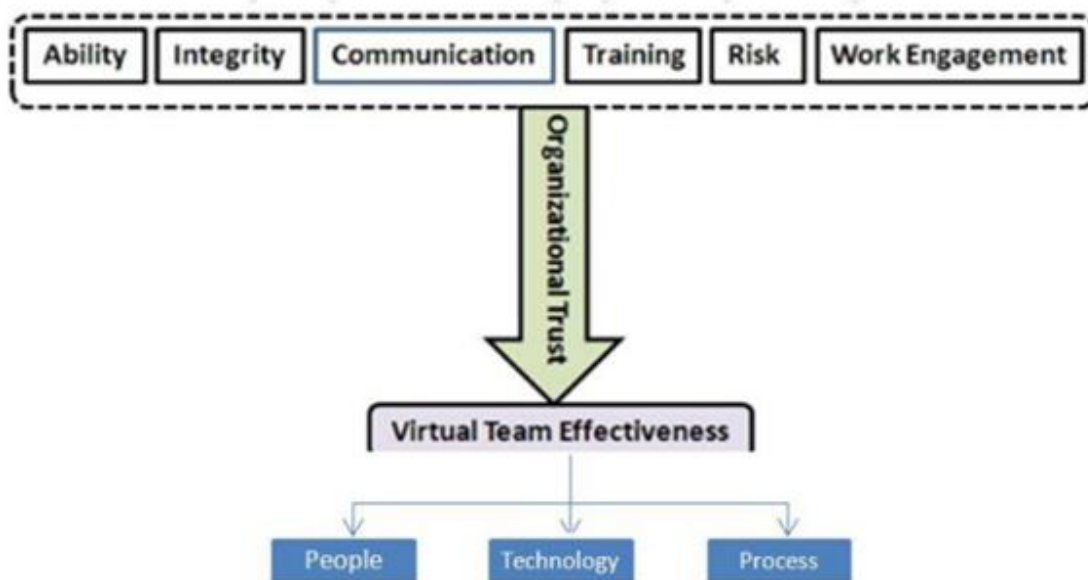 Ability Integrity Communication Training Risk Work Engagement
Organizational Trust
Virtual Team Effectiveness
People Technology Process